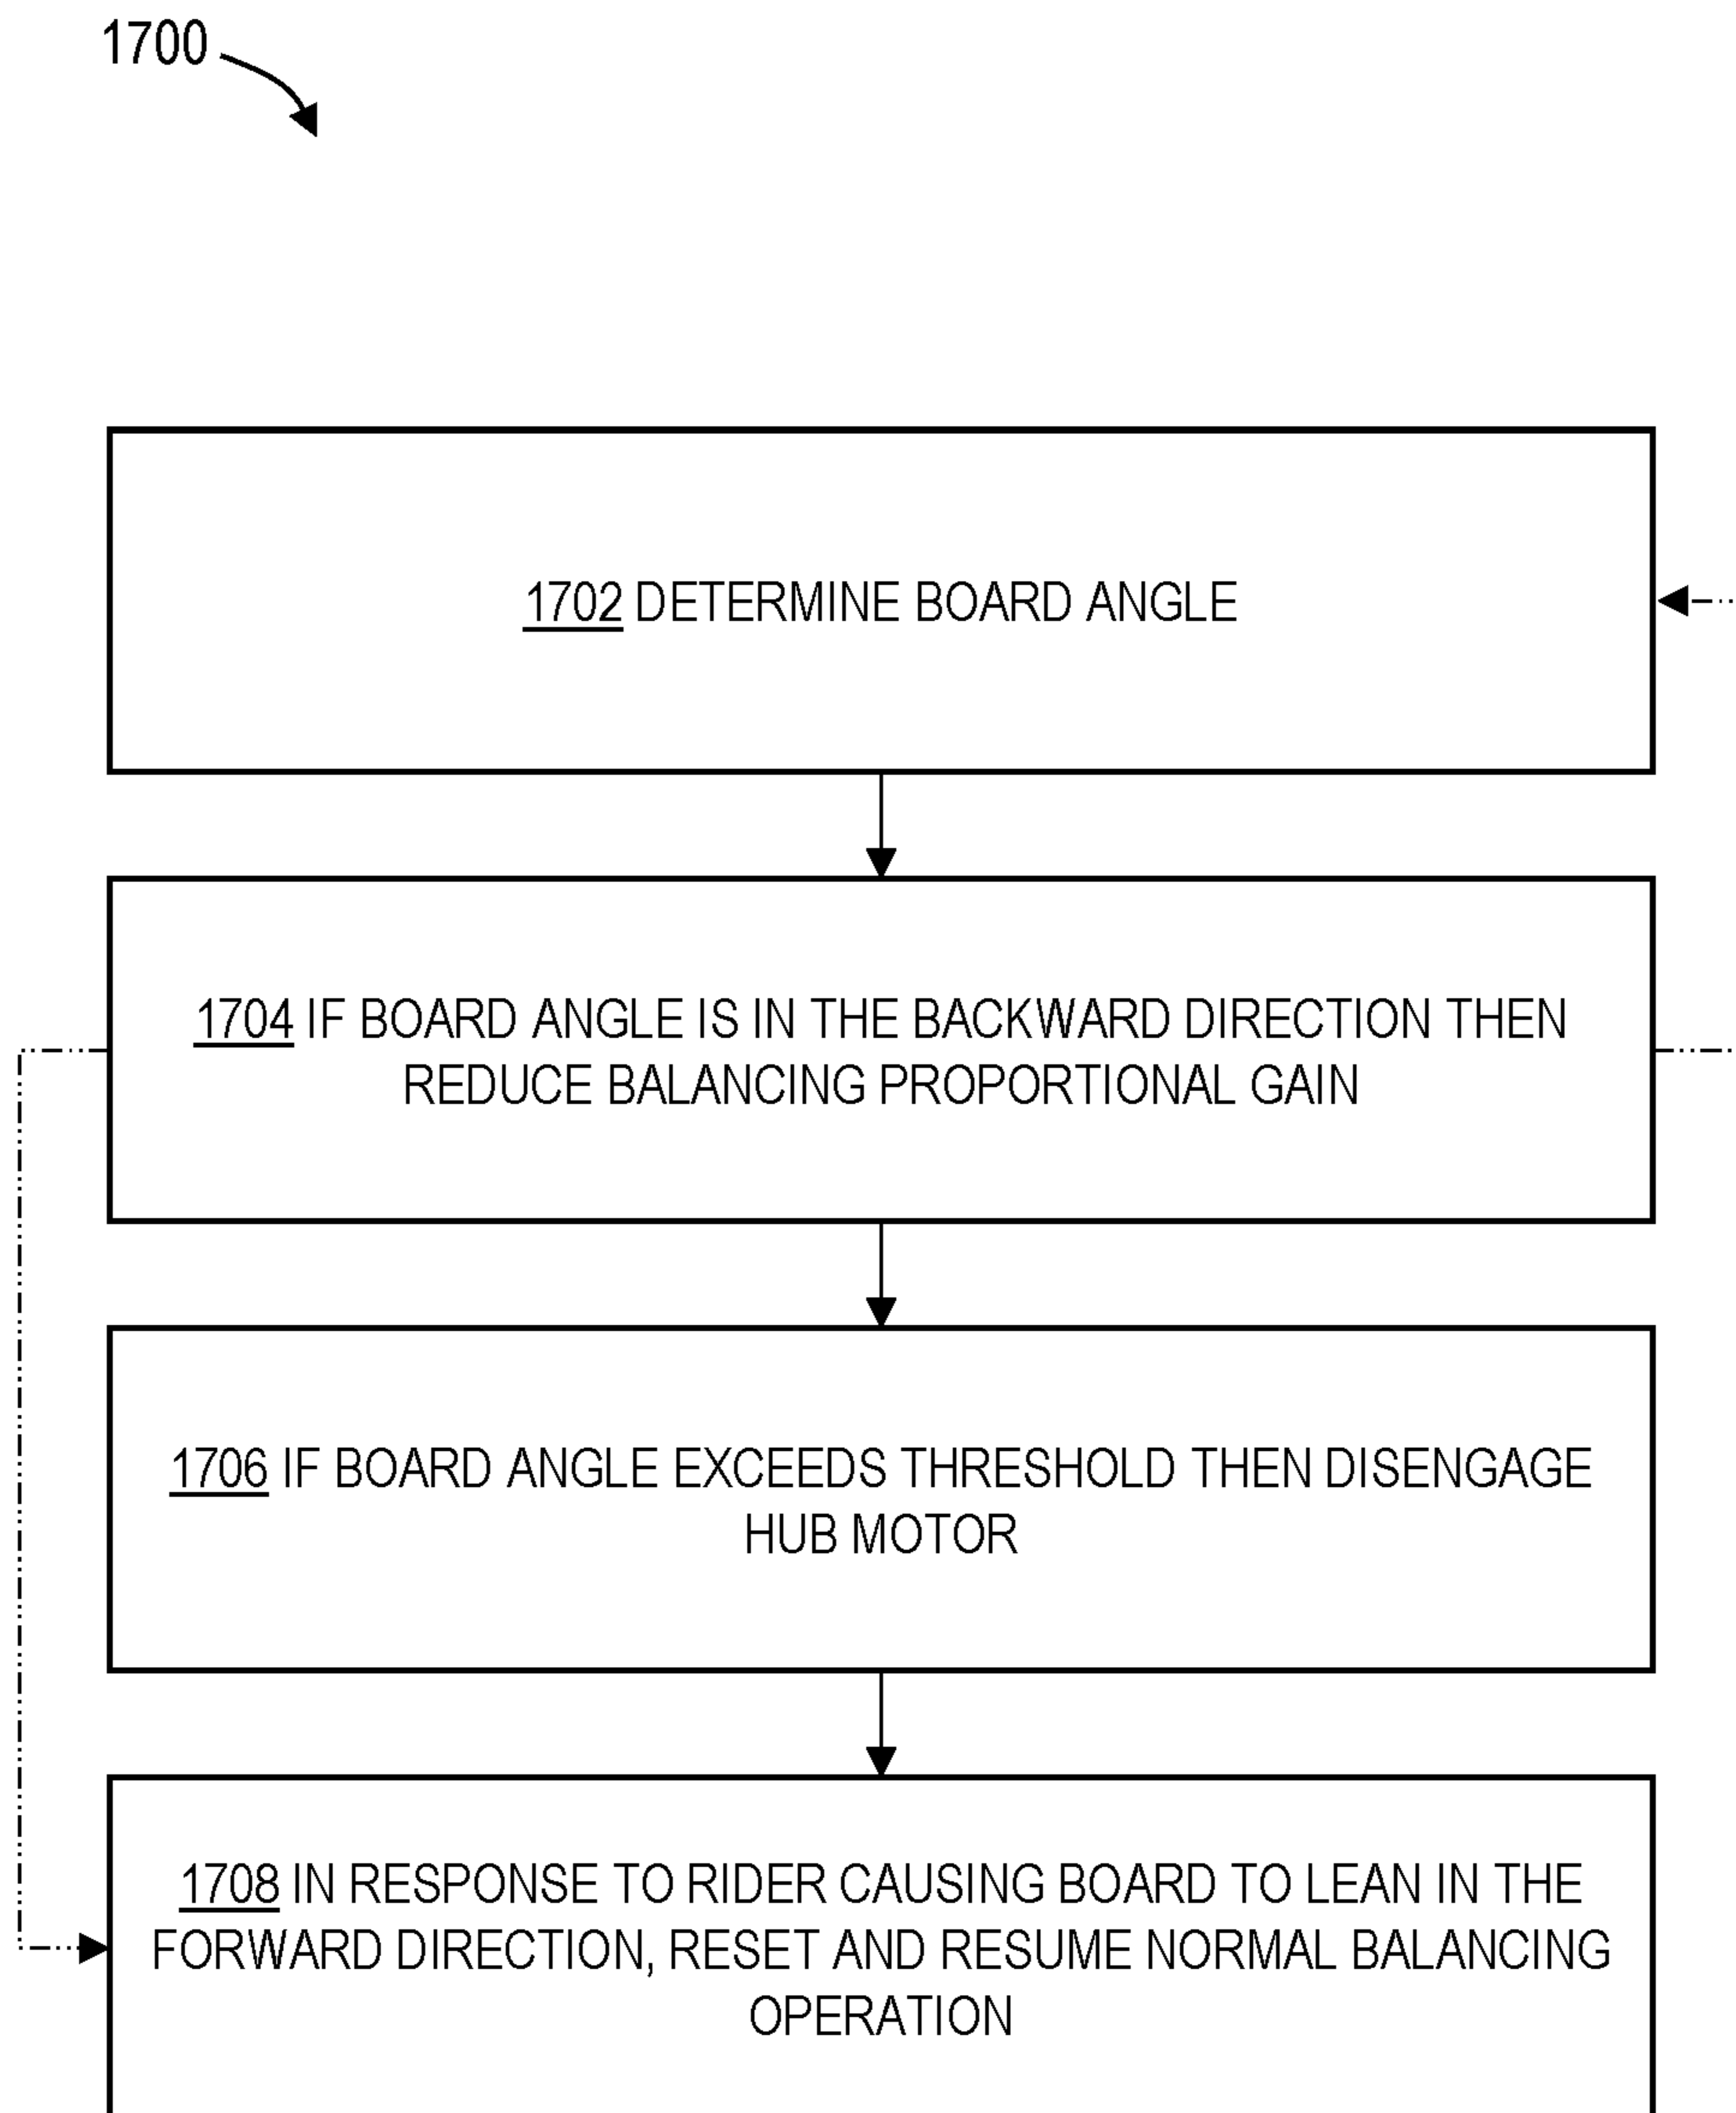 1700
1702 DETERMINE BOARD ANGLE
1704 IF BOARD ANGLE IS IN THE BACKWARD DIRECTION THEN
REDUCE BALANCING PROPORTIONAL GAIN
1706 IF BOARD ANGLE EXCEEDS THRESHOLD THEN DISENGAGE
HUB MOTOR
1708 IN RESPONSE TO RIDER CAUSING BOARD TO LEAN IN THE
FORWARD DIRECTION, RESET AND RESUME NORMAL BALANCING
OPERATION